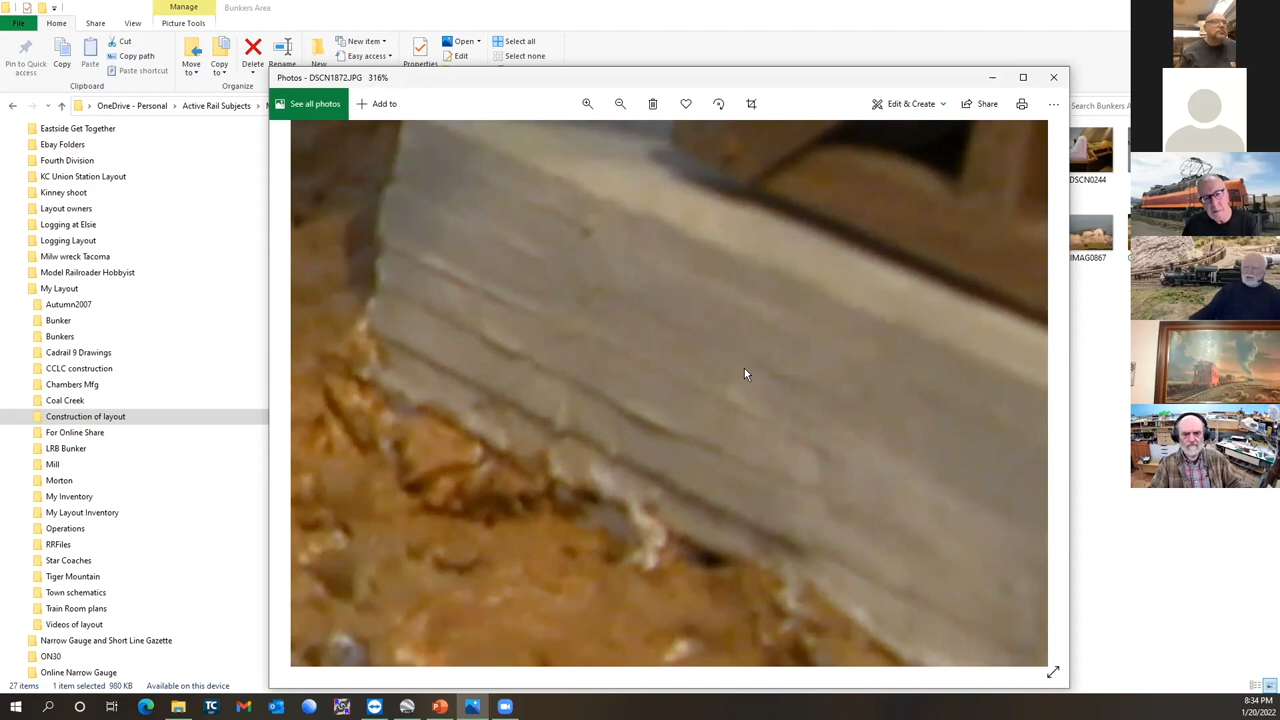 Manage
Bunkers Area
File
Home
Share
View
Picture Tools
Pin to Quick access
Copy
Paste
Cut
Copy path
Paste shortcut
Move to
Copy to
Delete
Rename
Organize
New item
Easy access
Properties
Open
Edit
Select all
Select none
OneDrive - Personal
Active Rail Subjects
Search Bunkers A
Photos - DSCN1872.JPG 316%
See all photos
Add to
Edit & Create
Share
Eastside Get Together
Ebay Folders
Fourth Division
KC Union Station Layout
Kinney shoot
Layout owners
Logging at Elsie
Logging Layout
Milw wreck Tacoma
Model Railroader Hobbyist
My Layout
Autumn2007
Bunker
Bunkers
Cadrail 9 Drawings
CCLC construction
Chambers Mfg
Coal Creek
Construction of layout
For Online Share
LRB Bunker
Mill
Morton
My Inventory
My Layout Inventory
Operations
RRFiles
Star Coaches
Tiger Mountain
Town schematics
Train Room plans
Videos of layout
Narrow Gauge and Short Line Gazette
ON30
Online Narrow Gauge
DSCN0244
IMAG0867
27 items
1 item selected 980 KB
Available on this device
8:34 PM
1/20/2022